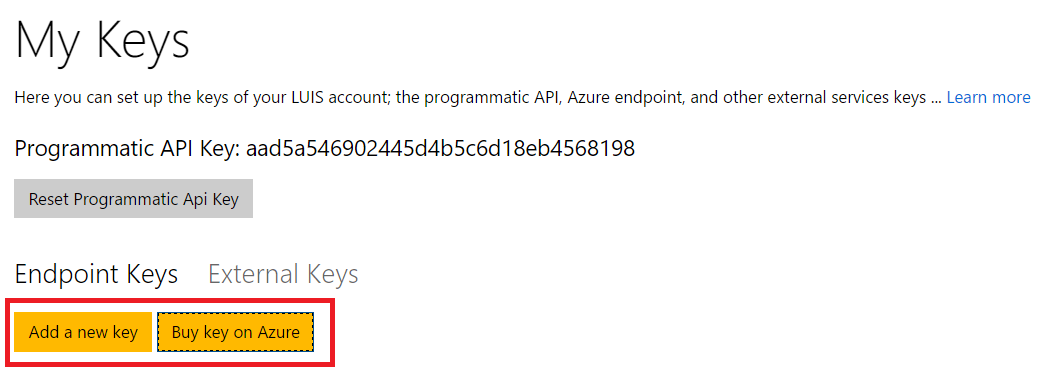 My Keys
Here you can set up the keys of your LUIS account; the programmatic API, Azure endpoint, and other external services keys ... Learn more
Programmatic API Key: aad5a546902445d4b5c6d18eb4568198
Reset Programmatic Api Key
Endpoint Keys External Keys
Add a new key Buy key on Azure